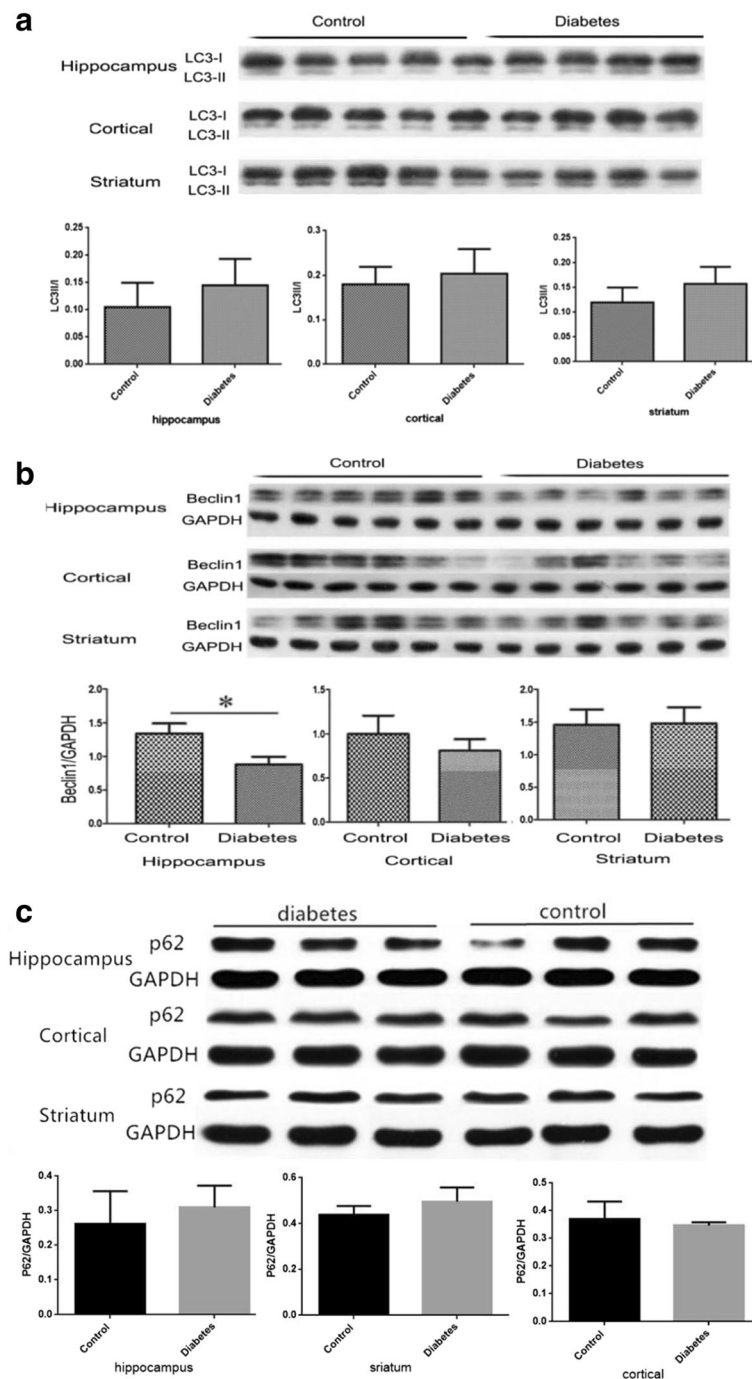 a
Control Diabetes
Hippocampus LC3-I
LC3-II
Cortical LC3-I
LC3-II
Striatum LC3-I
LC3-II
LC3II/I
0.25
0.20
0.15
0.10
0.05
0.00
Control Diabetes
hippocampus
LC3II/I
0.3
0.2
0.1
0.0
Control Diabetes
cortical
LC3II/I
0.25
0.20
0.15
0.10
0.05
0.00
Control Diabetes
striatum
b
Control Diabetes
Hippocampus Beclin1
GAPDH
Cortical Beclin1
GAPDH
Striatum Beclin1
GAPDH
Beclin1/GAPDH
2.0
1.5
1.0
0.5
0.0
*
Control Diabetes
Hippocampus
1.5
1.0
0.5
0.0
Control Diabetes
Cortical
2.0
1.5
1.0
0.5
0.0
Control Diabetes
Striatum
c
diabetes control
Hippocampus p62
GAPDH
Cortical p62
GAPDH
Striatum p62
GAPDH
P62/GAPDH
0.4
0.3
0.2
0.1
0.0
Control Diabetes
hippocampus
P62/GAPDH
0.6
0.4
0.2
0.0
Control Diabetes
sriatum
P62/GAPDH
0.5
0.4
0.3
0.2
0.1
0.0
Control Diabetes
cortical